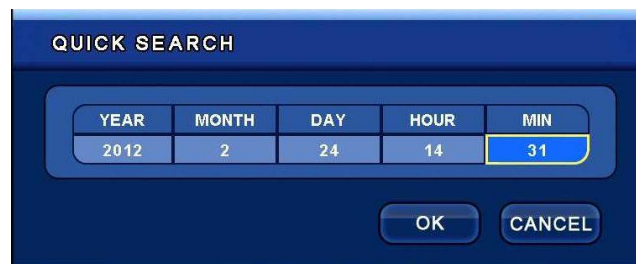 QUICK SEARCH
YEAR MONTH DAY HOUR MIN
2012 2 24 14 31
OK CANCEL